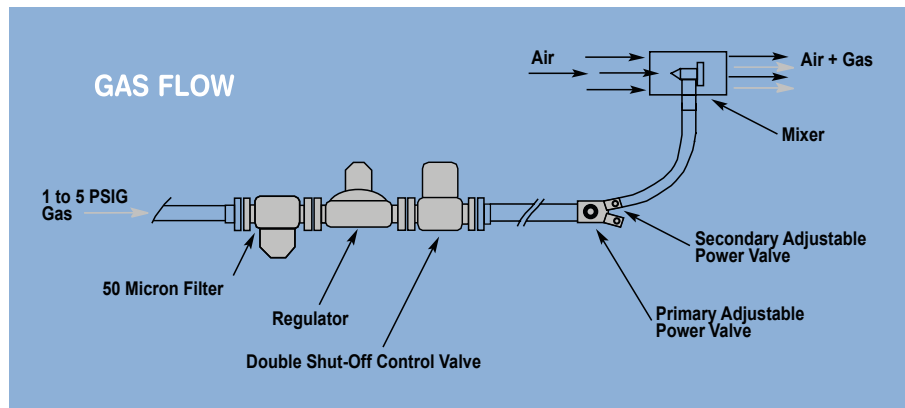 GAS FLOW
Air
Air + Gas
Mixer
1 to 5 PSIG
Gas
Secondary Adjustable
Power Valve
50 Micron Filter
Primary Adjustable
Power Valve
Regulator
Double Shut-Off Control Valve